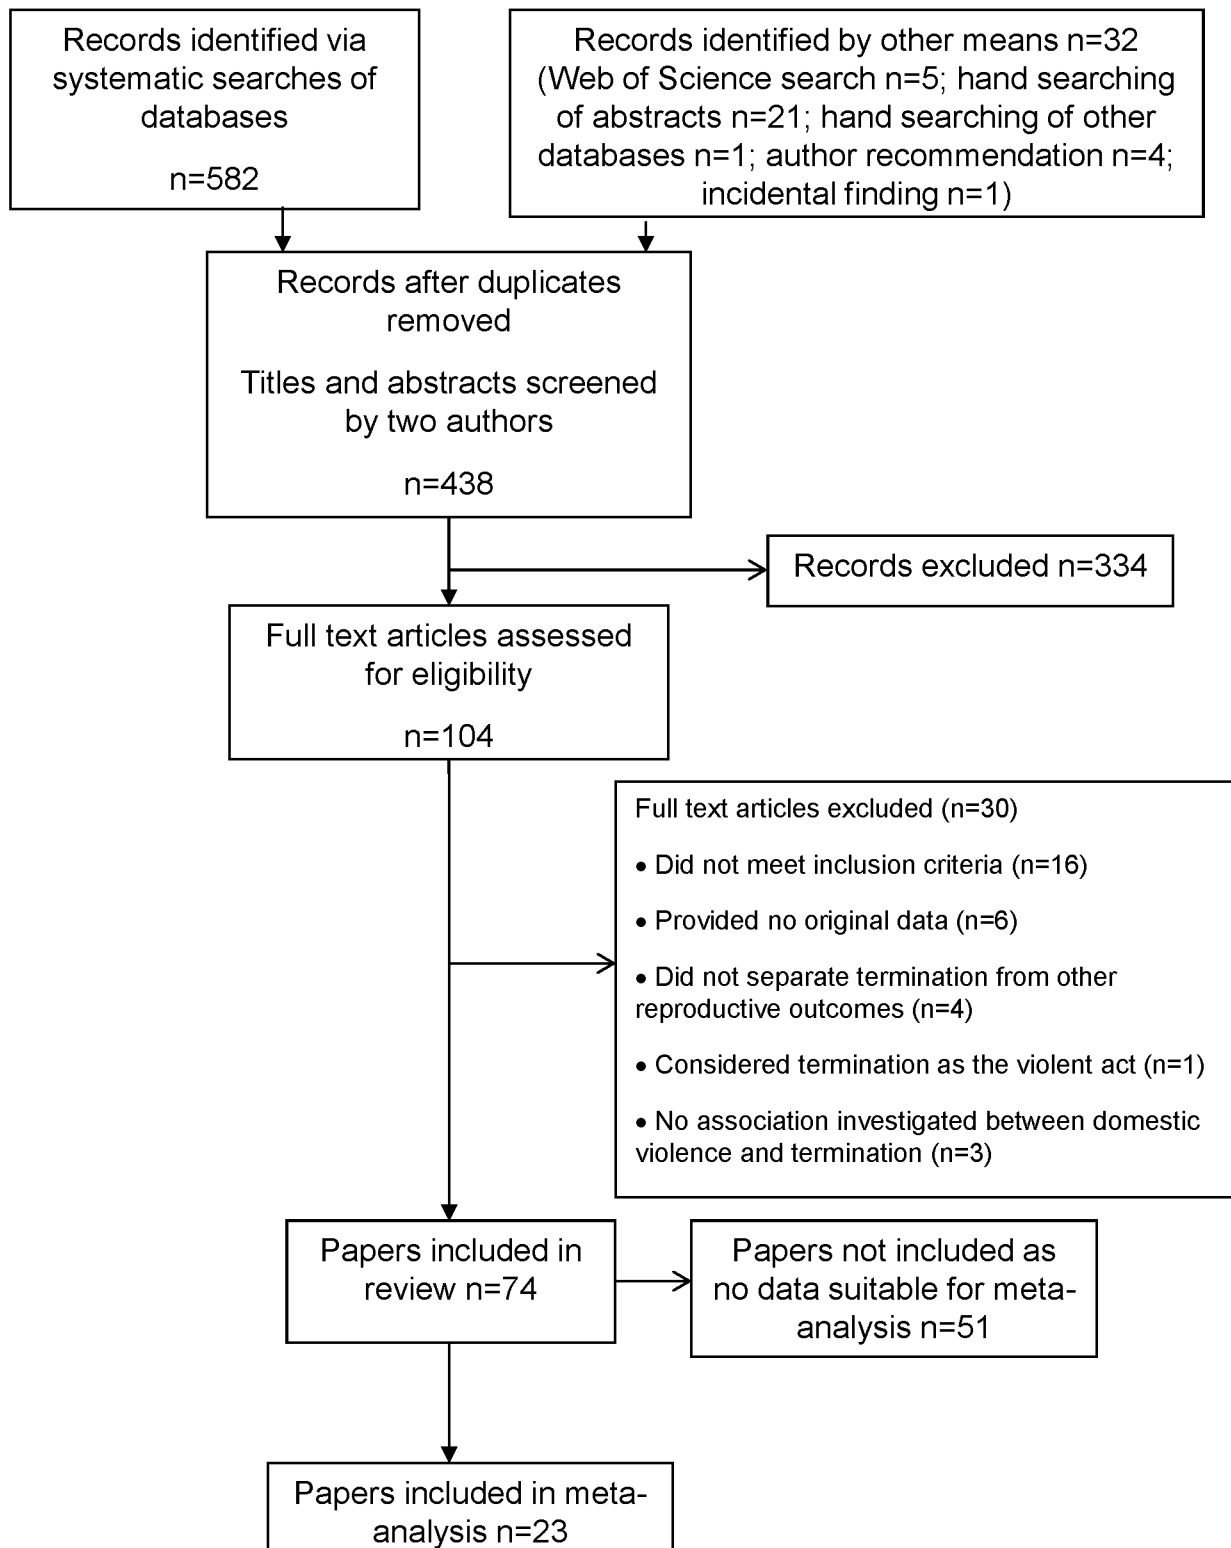 Records identified via
systematic searches of
databases
n=582
Records identified by other means n=32
(Web of Science search n=5; hand searching
of abstracts n=21; hand searching of other
databases n=1; author recommendation n=4;
incidental finding n=1)
Records after duplicates
removed
Titles and abstracts screened
by two authors
n=438
Records excluded n=334
Full text articles assessed
for eligibility
n=104
Full text articles excluded (n=30)
• Did not meet inclusion criteria (n=16)
• Provided no original data (n=6)
• Did not separate termination from other
reproductive outcomes (n=4)
• Considered termination as the violent act (n=1)
• No association investigated between domestic
violence and termination (n=3)
Papers included in
review n=74
Papers not included as
no data suitable for meta-
analysis n=51
Papers included in meta-
analysis n=23